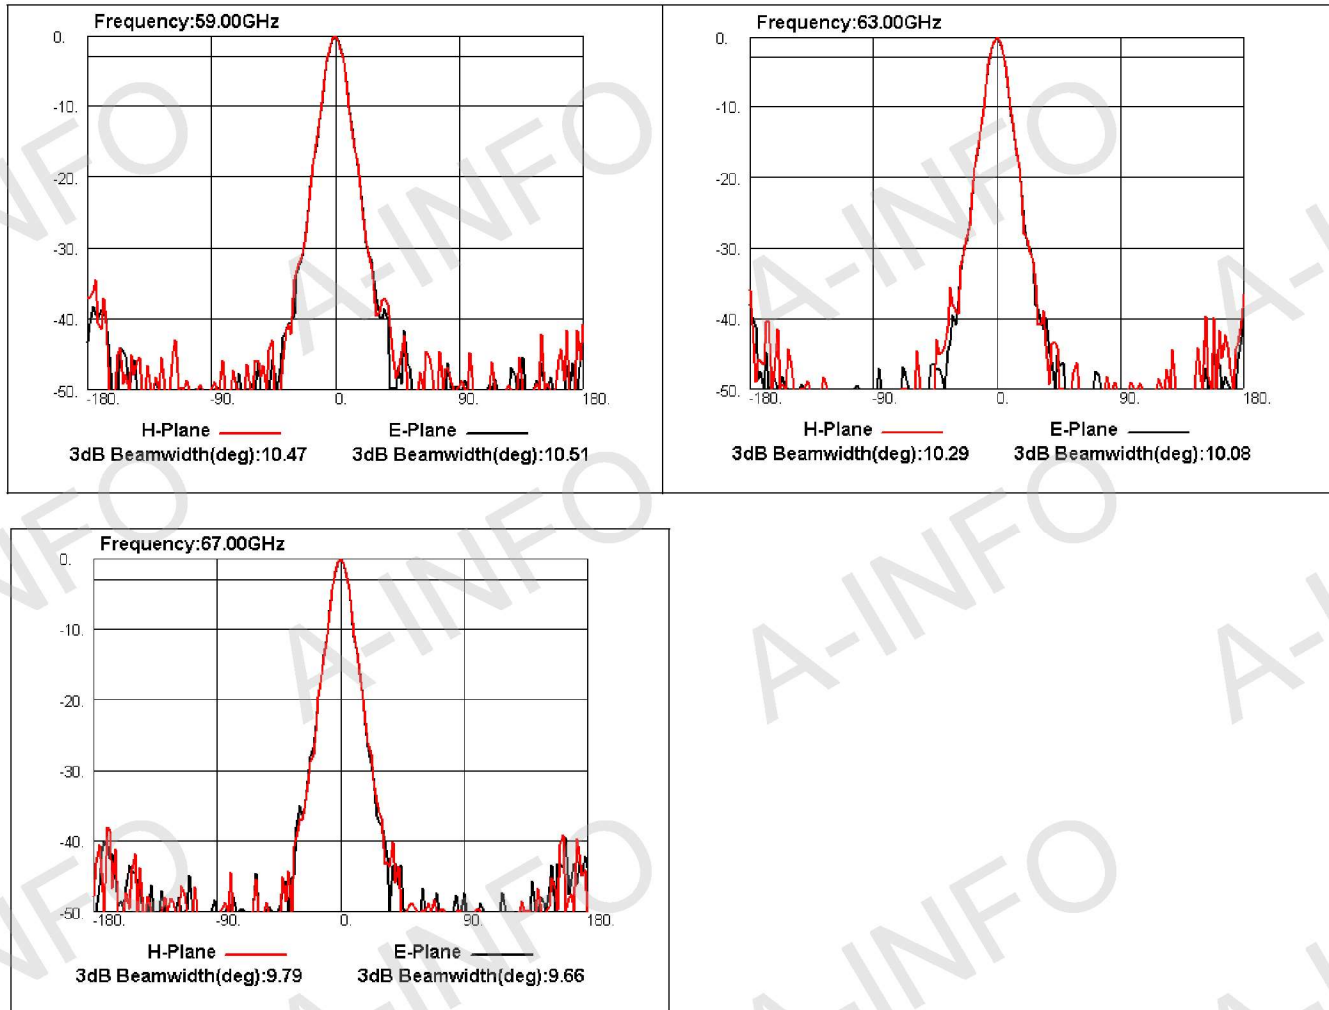 Frequency:59.00GHz
0.
-10.
-20.
-30.
-40.
-50.
-180. -90. 0. 90. 180.
H-Plane E-Plane
3dB Beamwidth(deg):10.47 3dB Beamwidth(deg):10.51
Frequency:63.00GHz
0.
-10.
-20.
-30.
-40.
-50.
-180. -90. 0. 90. 180.
H-Plane E-Plane
3dB Beamwidth(deg):10.29 3dB Beamwidth(deg):10.08
Frequency:67.00GHz
0.
-10.
-20.
-30.
-40.
-50.
-180. -90. 0. 90. 180.
H-Plane E-Plane
3dB Beamwidth(deg):9.79 3dB Beamwidth(deg):9.66
A-INFO
A-INFO
A-INFO
A-INFO
A-INFO
A-INFO